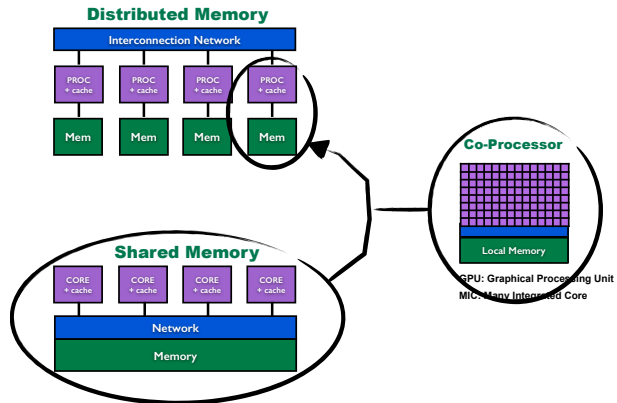 Distributed Memory
Interconnection Network
PROC PROC PROC PROC
+ cache + cache + cache + cache
Mem Mem Mem Mem
Co-Processor
Local Memory
GPU: Graphical Processing Unit
MIC: Many Integrated Core
Shared Memory
CORE CORE CORE CORE
+ cache + cache + cache + cache
Network
Memory